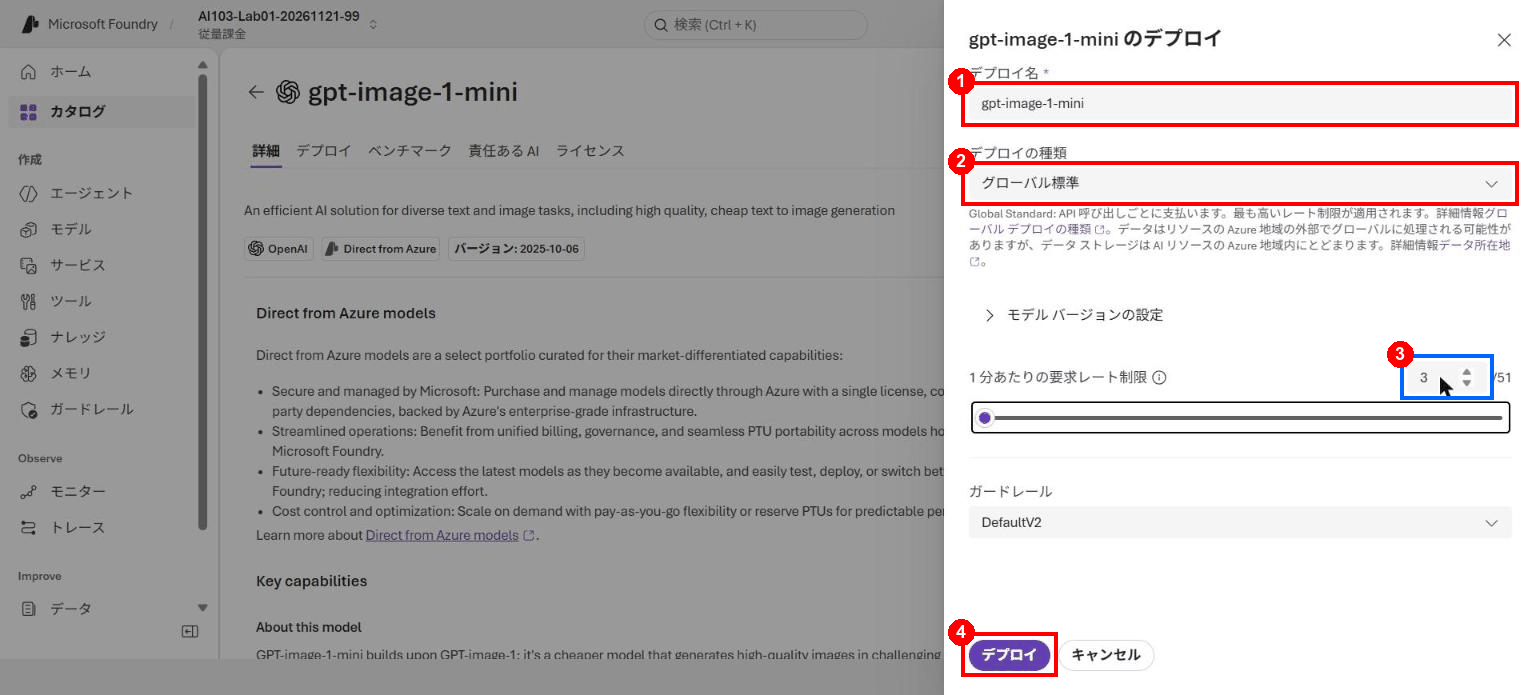 Microsoft Foundry
/
AI103-Lab01-20261121-99
従量課金
検索 (Ctrl + K)
ホーム
カタログ
作成
エージェント
モデル
サービス
ツール
ナレッジ
メモリ
ガードレール
Observe
モニター
トレース
Improve
データ
gpt-image-1-mini
詳細
デプロイ
ベンチマーク
責任ある AI
ライセンス
An efficient AI solution for diverse text and image tasks, including high quality, cheap text to image generation
OpenAI
Direct from Azure
バージョン: 2025-10-06
Direct from Azure models
Direct from Azure models are a select portfolio curated for their market-differentiated capabilities:
• Secure and managed by Microsoft: Purchase and manage models directly through Azure with a single license, co
party dependencies, backed by Azure's enterprise-grade infrastructure.
• Streamlined operations: Benefit from unified billing, governance, and seamless PTU portability across models ho
Microsoft Foundry.
• Future-ready flexibility: Access the latest models as they become available, and easily test, deploy, or switch bet
Foundry; reducing integration effort.
• Cost control and optimization: Scale on demand with pay-as-you-go flexibility or reserve PTUs for predictable pe
Learn more about Direct from Azure models.
Key capabilities
About this model
GPT-image-1-mini builds upon GPT-image-1; it's a cheaper model that generates high-quality images in challenging
gpt-image-1-mini のデプロイ
デプロイ名 *
1
gpt-image-1-mini
デプロイの種類
2
グローバル標準
Global Standard: API 呼び出しごとに支払います。最も高いレート制限が適用されます。詳細情報グロ
ーバル デプロイの種類。データはリソースの Azure 地域の外部でグローバルに処理される可能性が
ありますが、データ ストレージは AI リソースの Azure 地域内にとどまります。詳細情報データ所在地
。
モデル バージョンの設定
3
1 分あたりの要求レート制限
3
/51
ガードレール
DefaultV2
4
デプロイ
キャンセル